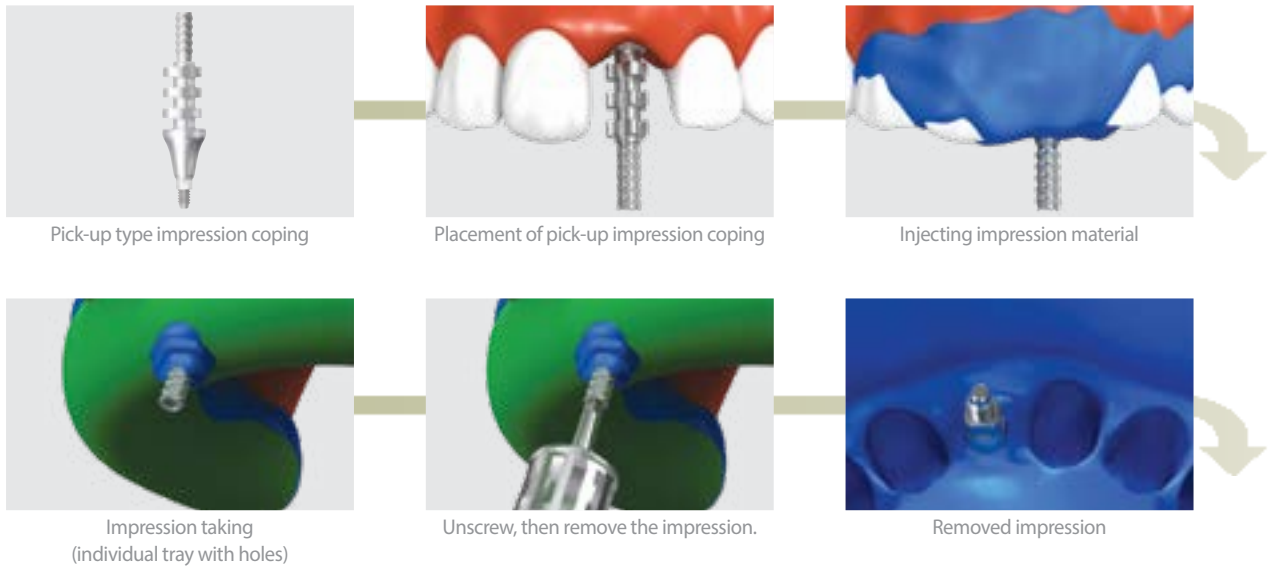 Pick-up type impression coping
Placement of pick-up impression coping
Injecting impression material
Impression taking
(individual tray with holes)
Unscrew, then remove the impression.
Removed impression